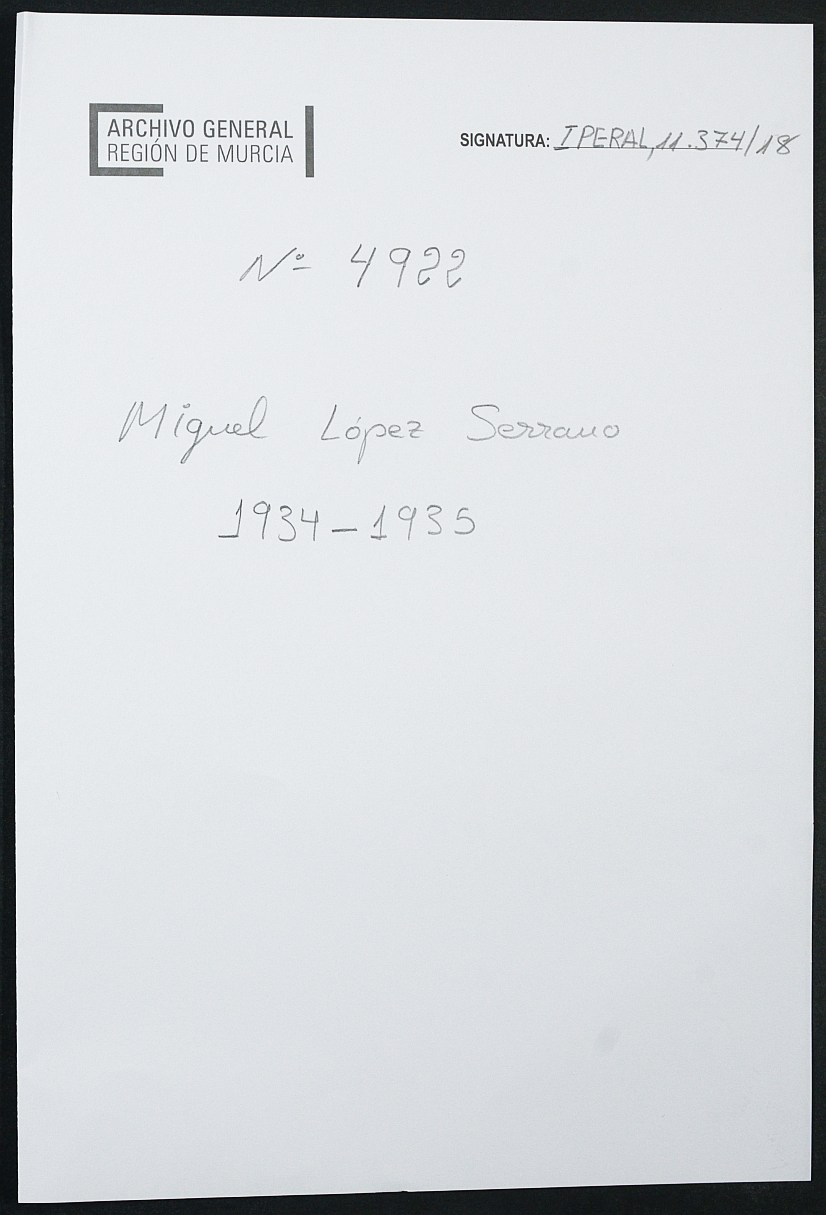 ARCHIVO GENERAL
REGIÓN DE MURCIA
SIGNATURA: IPERAL, 11.374/18
Nº 4922
Miguel López Serrano
1934-1935